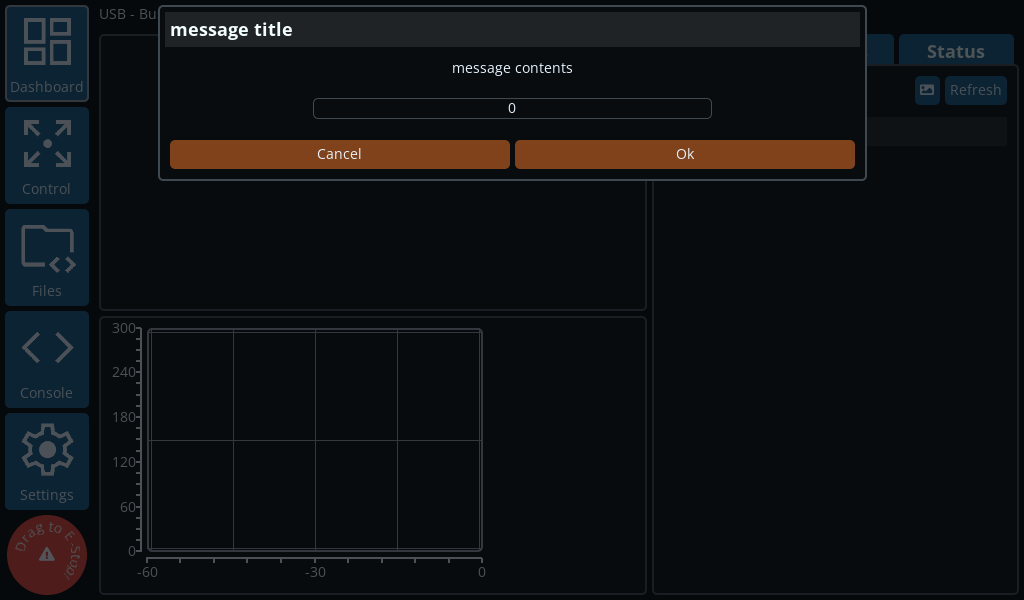 USB - Bu
message title
message contents
0
Cancel
Ok
Dashboard
Control
Files
Console
Settings
Drag to E-Stop!
Status
Refresh
300
240
180
120
60
0
-60
-30
0